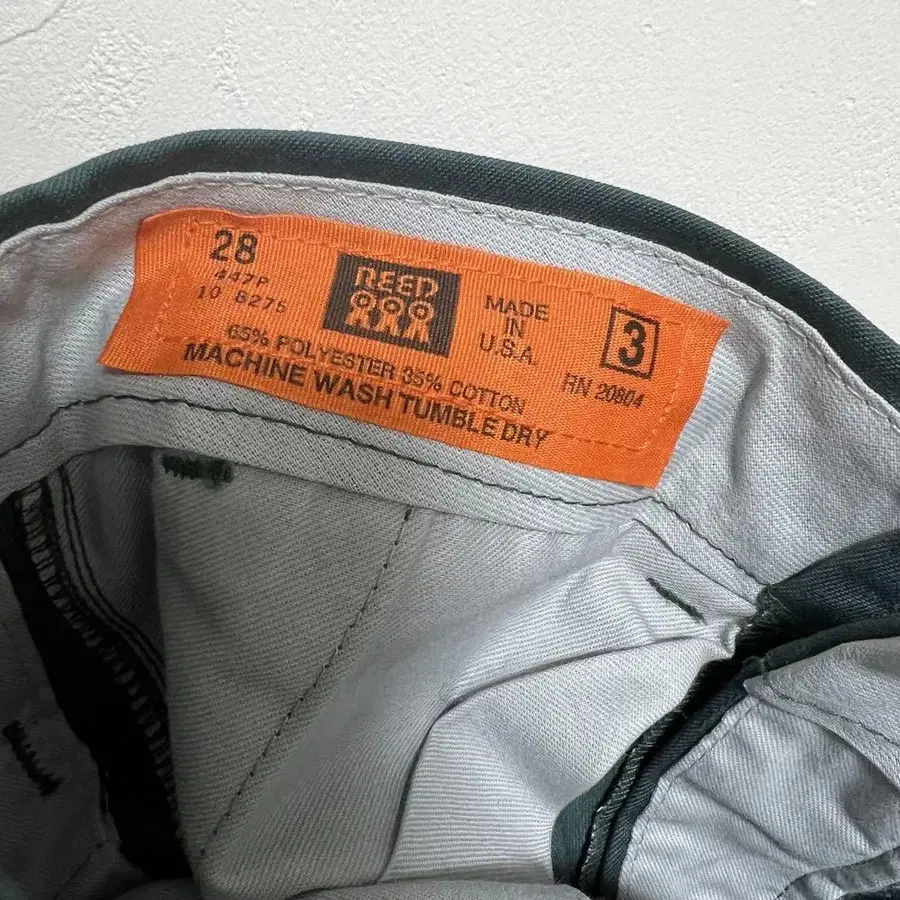 28
447P
10 8275
REED
MADE
IN
U.S.A.
3
RN 20804
65% POLYESTER 35% COTTON
MACHINE WASH TUMBLE DRY